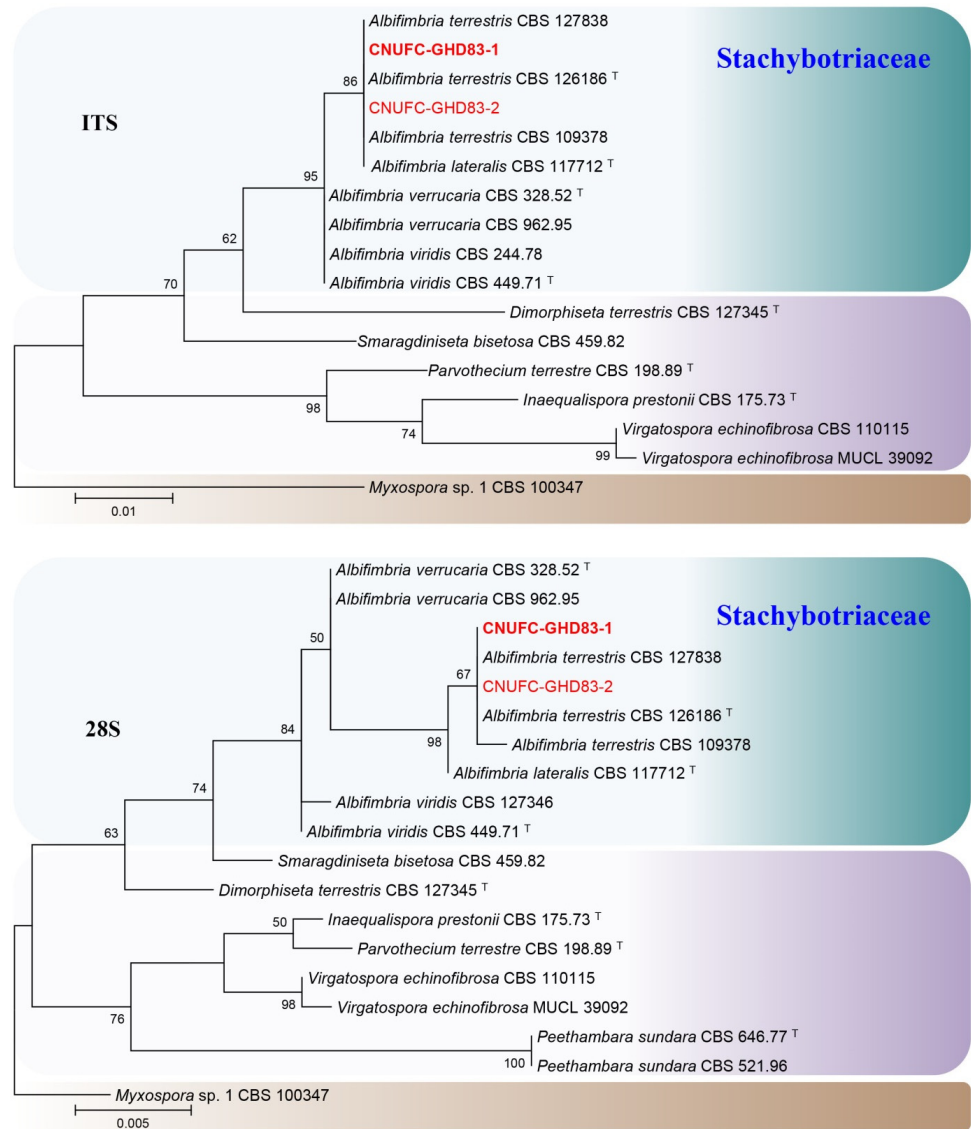 Albifimbria terrestris CBS 127838
CNUFC-GHD83-1
Stachybotriaceae
86
Albifimbria terrestris CBS 126186 T
ITS
CNUFC-GHD83-2
Albifimbria terrestris CBS 109378
Albifimbria lateralis CBS 117712 T
95
Albifimbria verrucaria CBS 328.52 T
Albifimbria verrucaria CBS 962.95
62
Albifimbria viridis CBS 244.78
70
Albifimbria viridis CBS 449.71 T
Dimorphiseta terrestris CBS 127345 T
Smaragdiniseta bisetosa CBS 459.82
Parvothecium terrestre CBS 198.89 T
98
Inaequalispora prestonii CBS 175.73 T
74
Virgatospora echinofibrosa CBS 110115
99
Virgatospora echinofibrosa MUCL 39092
Myxospora sp. 1 CBS 100347
0.01
Albifimbria verrucaria CBS 328.52 T
Albifimbria verrucaria CBS 962.95
Stachybotriaceae
50
CNUFC-GHD83-1
Albifimbria terrestris CBS 127838
67
CNUFC-GHD83-2
28S
Albifimbria terrestris CBS 126186 T
84
98
Albifimbria terrestris CBS 109378
Albifimbria lateralis CBS 117712 T
74
Albifimbria viridis CBS 127346
63
Albifimbria viridis CBS 449.71 T
Smaragdiniseta bisetosa CBS 459.82
Dimorphiseta terrestris CBS 127345 T
50
Inaequalispora prestonii CBS 175.73 T
Parvothecium terrestre CBS 198.89 T
Virgatospora echinofibrosa CBS 110115
98
Virgatospora echinofibrosa MUCL 39092
76
Peethambara sundara CBS 646.77 T
100
Peethambara sundara CBS 521.96
Myxospora sp. 1 CBS 100347
0.005